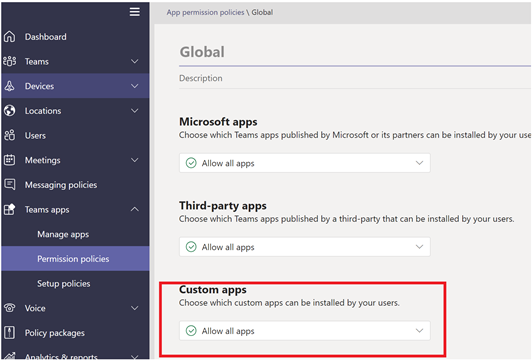 App permission policies \ Global
Dashboard
Teams
Devices
Locations
Users
Meetings
Messaging policies
Teams apps
Manage apps
Permission policies
Setup policies
Voice
Policy packages
Analytics & reports
Global
Description
Microsoft apps
Choose which Teams apps published by Microsoft or its partners can be installed by your use
Allow all apps
Third-party apps
Choose which Teams apps published by a third-party that can be installed by your users.
Allow all apps
Custom apps
Choose which custom apps can be installed by your users.
Allow all apps